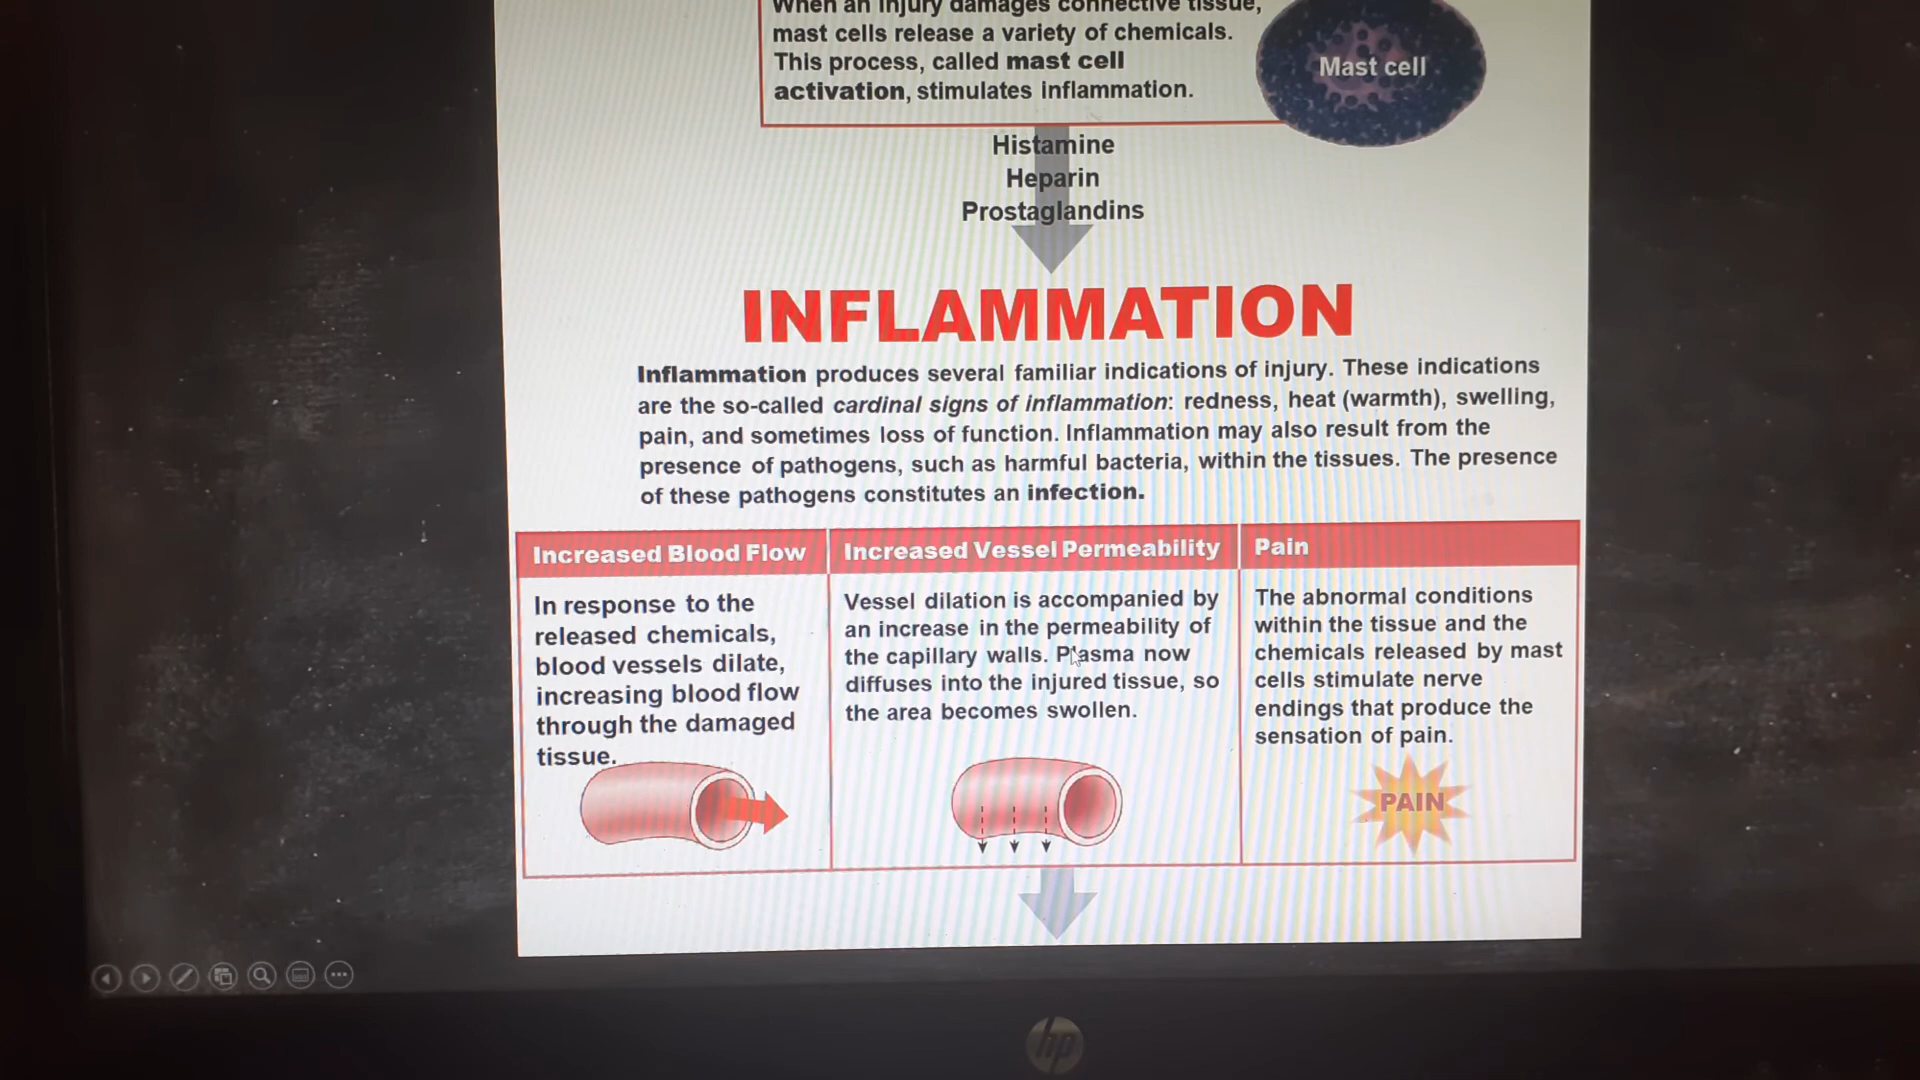 When an injury damages connective tissue,
mast cells release a variety of chemicals.
This process, called mast cell
activation, stimulates inflammation.
Mast cell
Histamine
Heparin
Prostaglandins
INFLAMMATION
Inflammation produces several familiar indications of injury. These indications
are the so-called cardinal signs of inflammation: redness, heat (warmth), swelling,
pain, and sometimes loss of function. Inflammation may also result from the
presence of pathogens, such as harmful bacteria, within the tissues. The presence
of these pathogens constitutes an infection.
Increased Blood Flow
In response to the
released chemicals,
blood vessels dilate,
increasing blood flow
through the damaged
tissue.
Increased Vessel Permeability
Vessel dilation is accompanied by
an increase in the permeability of
the capillary walls. Plasma now
diffuses into the injured tissue, so
the area becomes swollen.
Pain
The abnormal conditions
within the tissue and the
chemicals released by mast
cells stimulate nerve
endings that produce the
sensation of pain.
PAIN
hp